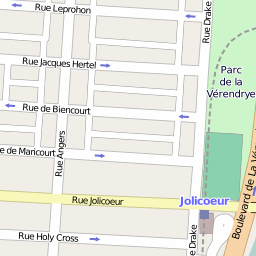 Rue Leprohon
Rue Drake
Rue Jacques Hertel
Parc
de la
Vérendrye
Rue de Biencourt
Rue Angers
e de Maricourt
Rue Jolicoeur
Jolicoeur
Boulevard de La Vé
Rue Holy Cross
Rue Drake